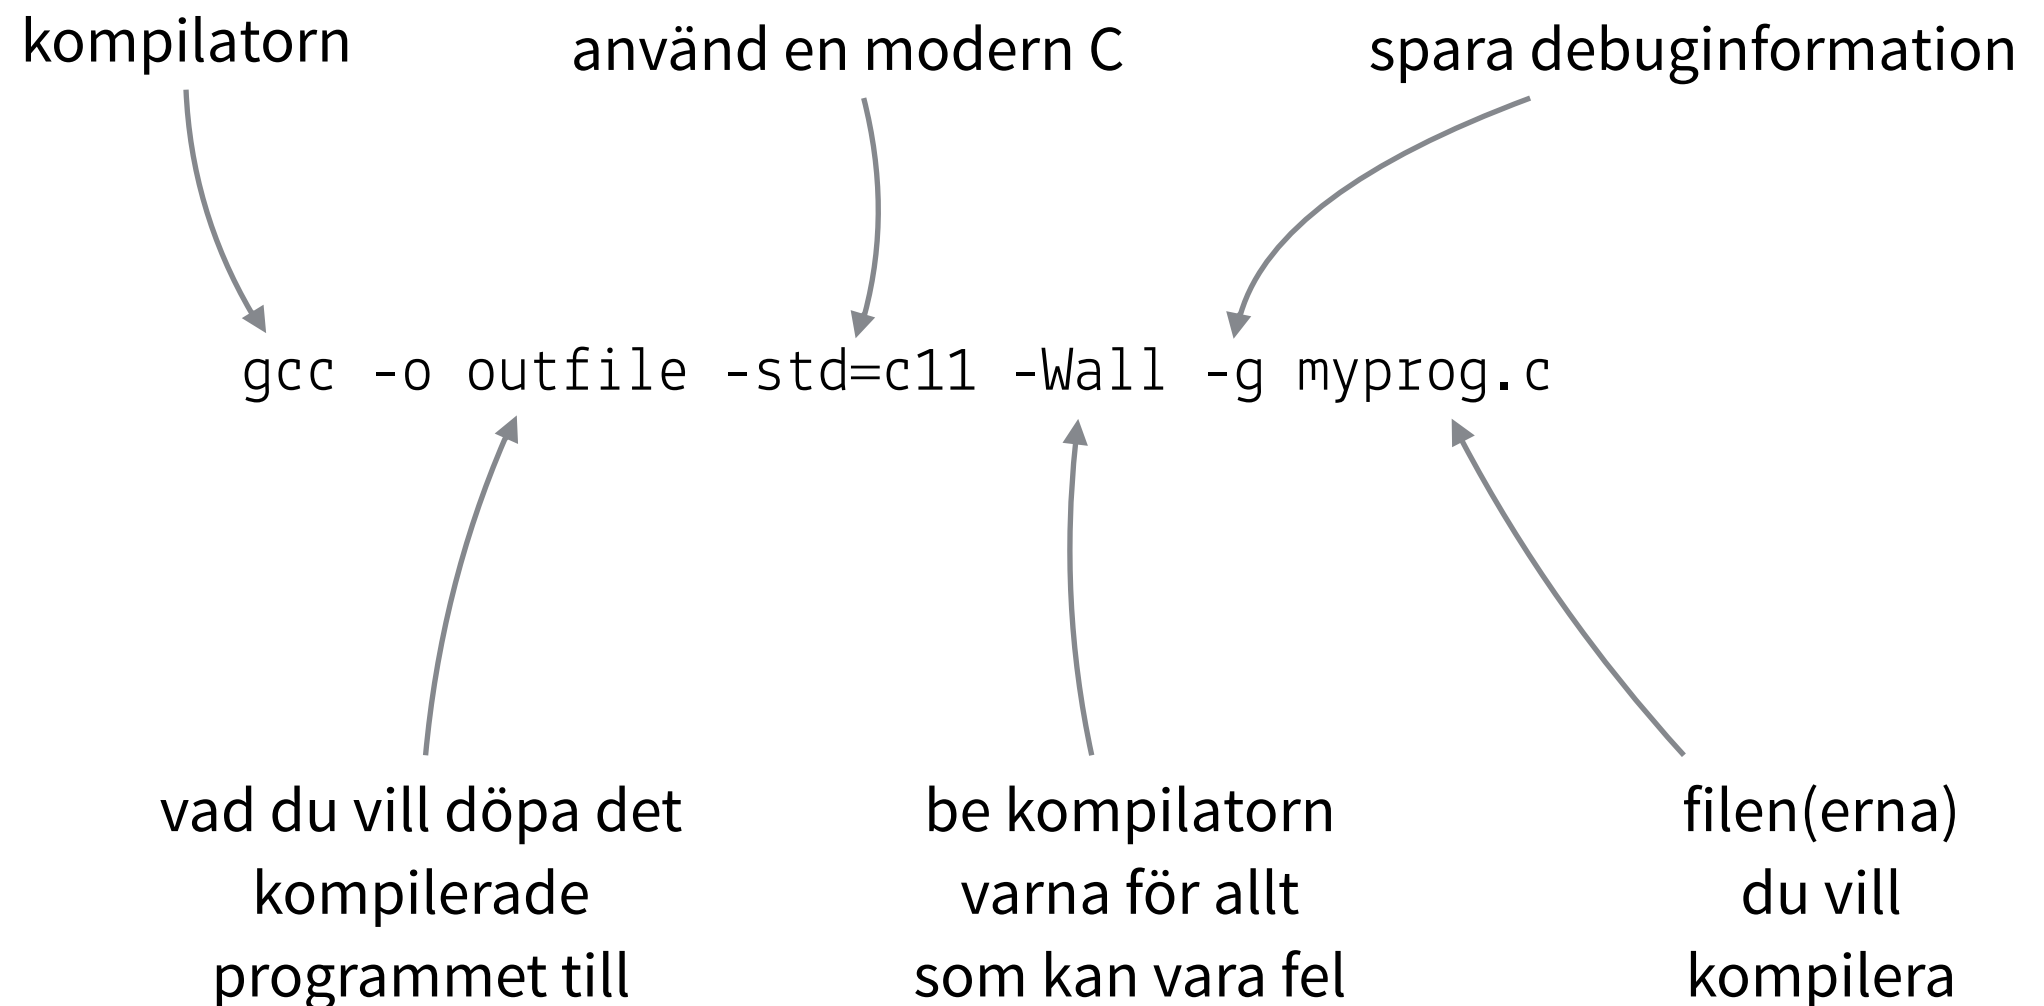 kompilatorn
använd en modern C
spara debuginformation
gcc -o outfile -std=c11 -Wall -g myprog.c
vad du vill döpa det
kompilerade
programmet till
be kompilatorn
varna för allt
som kan vara fel
filen(erna)
du vill
kompilera